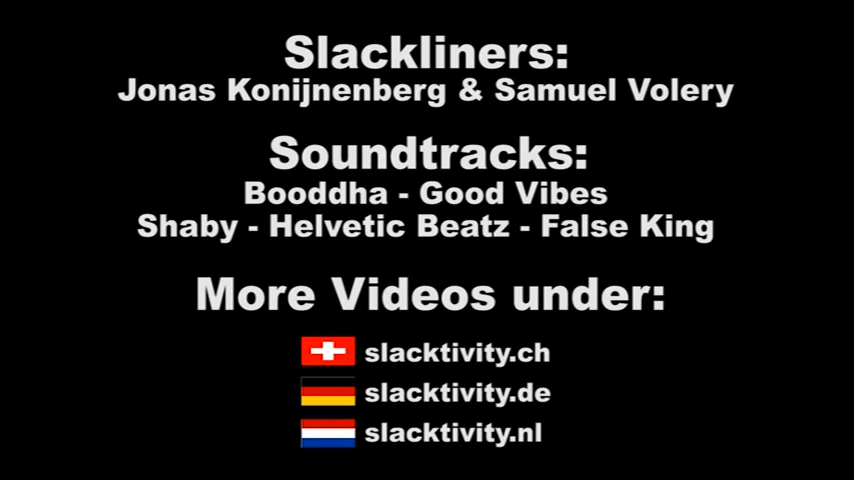 Slackliners:
Jonas Konijnenberg & Samuel Volery
Soundtracks:
Booddha - Good Vibes
Shaby - Helvetic Beatz - False King
More Videos under:
slacktivity.ch
slacktivity.de
slacktivity.nl